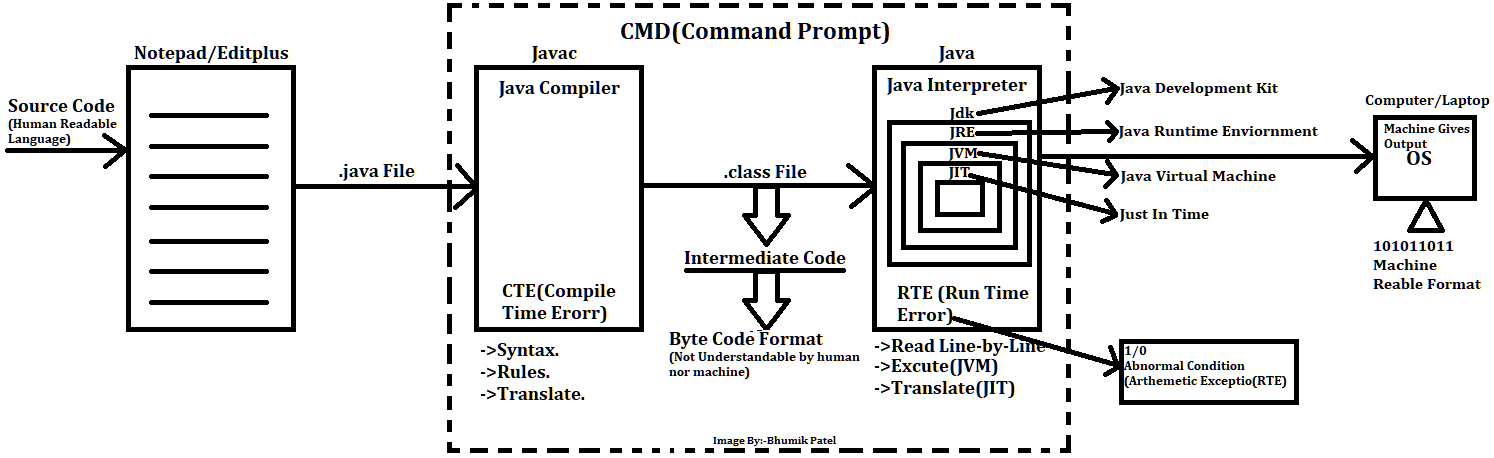 CMD(Command Prompt)
Notepad/Editplus
Source Code
(Human Readable
Language)
.java File
Javac
Java Compiler
CTE(Compile
Time Erorr)
->Syntax.
->Rules.
->Translate.
.class File
Intermediate Code
Byte Code Format
(Not Understandable by human
nor machine)
Java
Java Interpreter
Jdk
JRE
JVM
JIT
RTE (Run Time
Error)
->Read Line-by-Line
->Excute(JVM)
->Translate(JIT)
Java Development Kit
Java Runtime Enviornment
Java Virtual Machine
Just In Time
1/0
Abnormal Condition
(Arthemetic Exceptio(RTE)
Computer/Laptop
Machine Gives
Output
OS
101011011
Machine
Reable Format
Image By:-Bhumik Patel